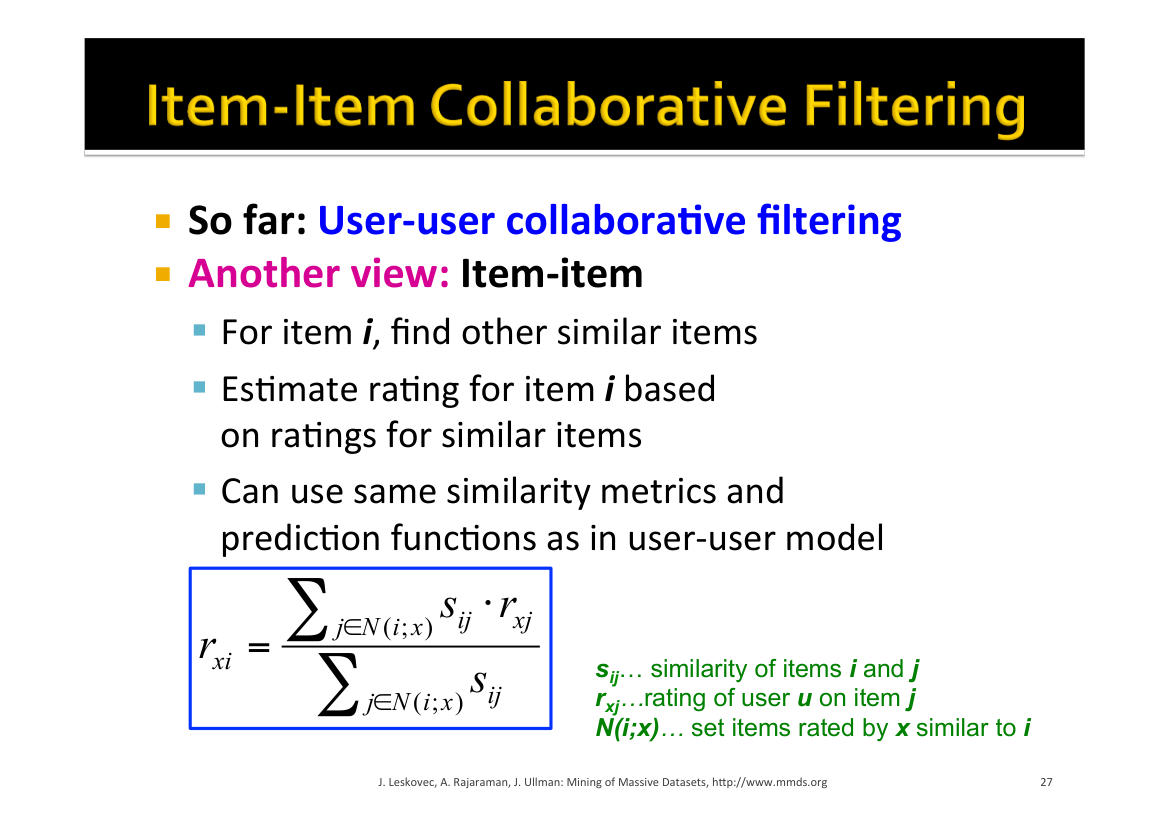 Item-Item Collaborative Filtering
So far: User-user collaborative filtering
Another view: Item-item
For item i, find other similar items
Estimate rating for item i based
on ratings for similar items
Can use same similarity metrics and
prediction functions as in user-user model
r_{xi} = \frac{\sum_{j∈N(i;x)} s_{ij} · r_{xj}}{\sum_{j∈N(i;x)} s_{ij}}
s_{ij}… similarity of items i and j
r_{xj}…rating of user u on item j
N(i;x)… set items rated by x similar to i
J. Leskovec, A. Rajaraman, J. Ullman: Mining of Massive Datasets, http://www.mmds.org
27